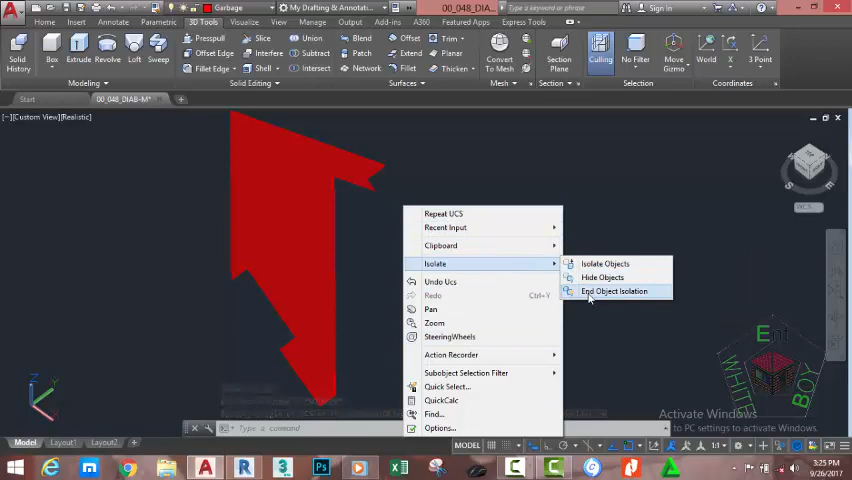 Garbage
My Drafting & Annotati...
00_048_DIA...
Type a keyword or phrase
Sign In
Home Insert Annotate Parametric 3D Tools Visualize View Manage Output Add-ins A360 Featured Apps Express Tools
Solid History
Box
Extrude
Revolve
Loft
Sweep
Presspull
Offset Edge
Fillet Edge
Slice
Interfere
Shells
Union
Subtract
Intersect
Blend
Patch
Network
Offset
Extend
Fillet
Trim
Planar
Thicken
Convert To Mesh
Section Plane
Culling
No Filter
Move Gizmo
World
X
3 Point
Modeling Solid Editing Surfaces Mesh Section Selection Coordinates
Start 00_048_DIAB-M*
[−][Custom View][Realistic]
TOP
S
E
WCS
Repeat UCS
Recent Input
Clipboard
Isolate
Undo Ucs
Redo Ctrl+Y
Pan
Zoom
SteeringWheels
Action Recorder
Subobject Selection Filter
Quick Select...
QuickCalc
Find...
Options...
Isolate Objects
Hide Objects
End Object Isolation
Z
Y
X
Ent
WHITE
BOY
Activate Windows
to PC settings to activate Windows.
Type a command
Model Layout1 Layout2
MODEL
1:1
3:25 PM
9/26/2017